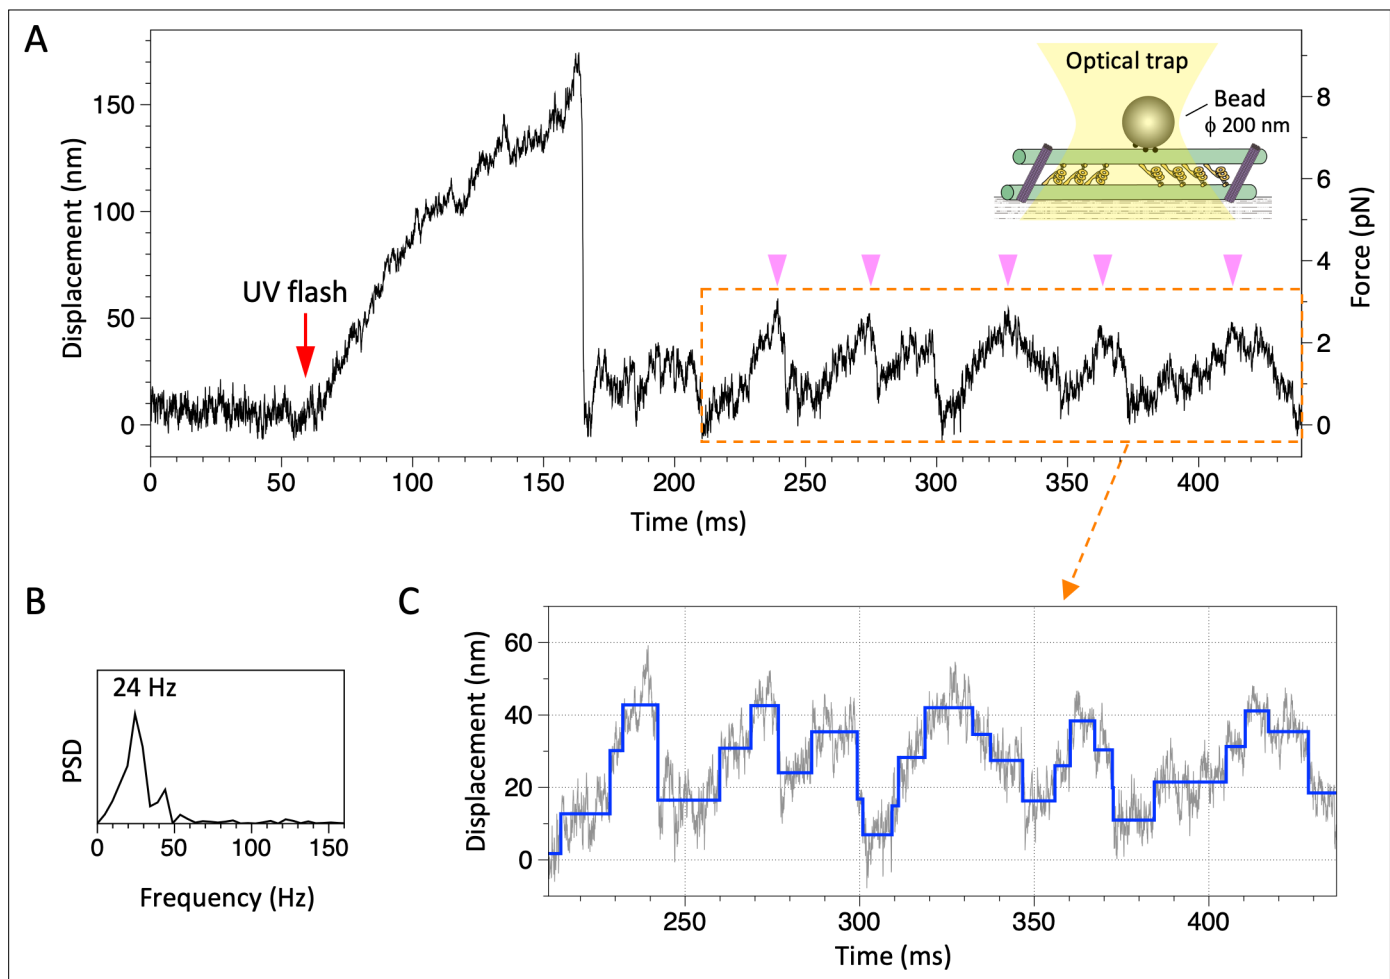 A
Displacement (nm)
150
100
50
0
UV flash
Optical trap
Bead
ϕ 200 nm
8
6
4
2
0
Force (pN)
0 50 100 150 200 250 300 350 400
Time (ms)
B
24 Hz
PSD
0 50 100 150
Frequency (Hz)
C
Displacement (nm)
60
40
20
0
250 300 350 400
Time (ms)